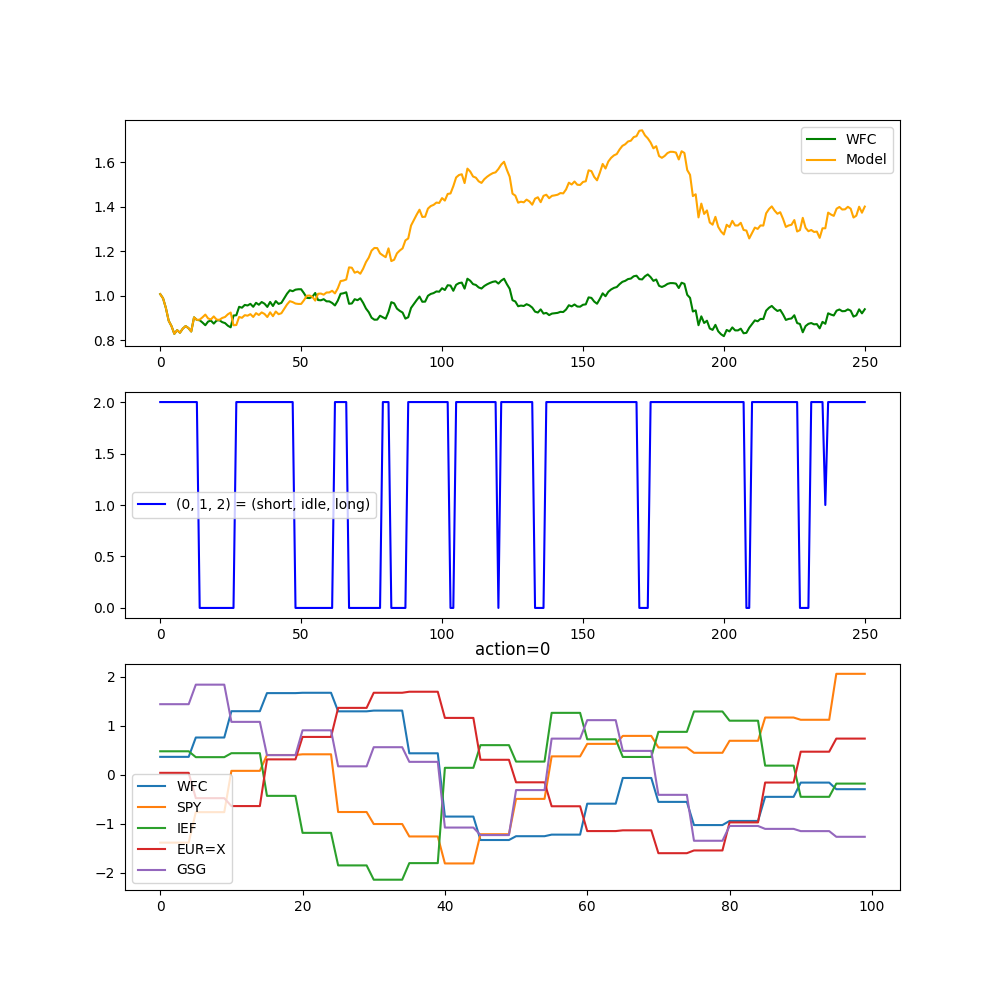 WFC
Model
1.6
1.4
1.2
1.0
0.8
0 50 100 150 200 250
2.0
1.5
1.0
0.5
0.0
(0, 1, 2) = (short, idle, long)
0 50 100 150 200 250
action=0
2
1
0
−1
−2
WFC
SPY
IEF
EUR=X
GSG
0 20 40 60 80 100